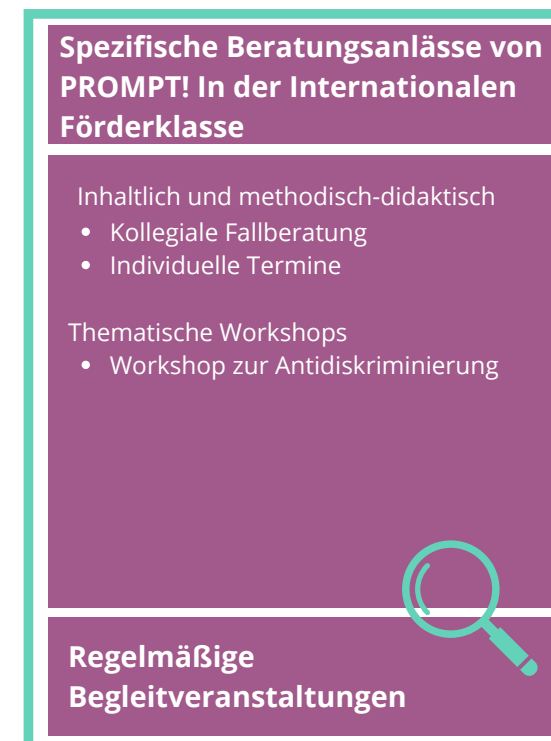 Spezifische Beratungsanlässe von
PROMPT! In der Internationalen
Förderklasse
Inhaltlich und methodisch-didaktisch
• Kollegiale Fallberatung
• Individuelle Termine
Thematische Workshops
• Workshop zur Antidiskriminierung
Regelmäßige
Begleitveranstaltungen